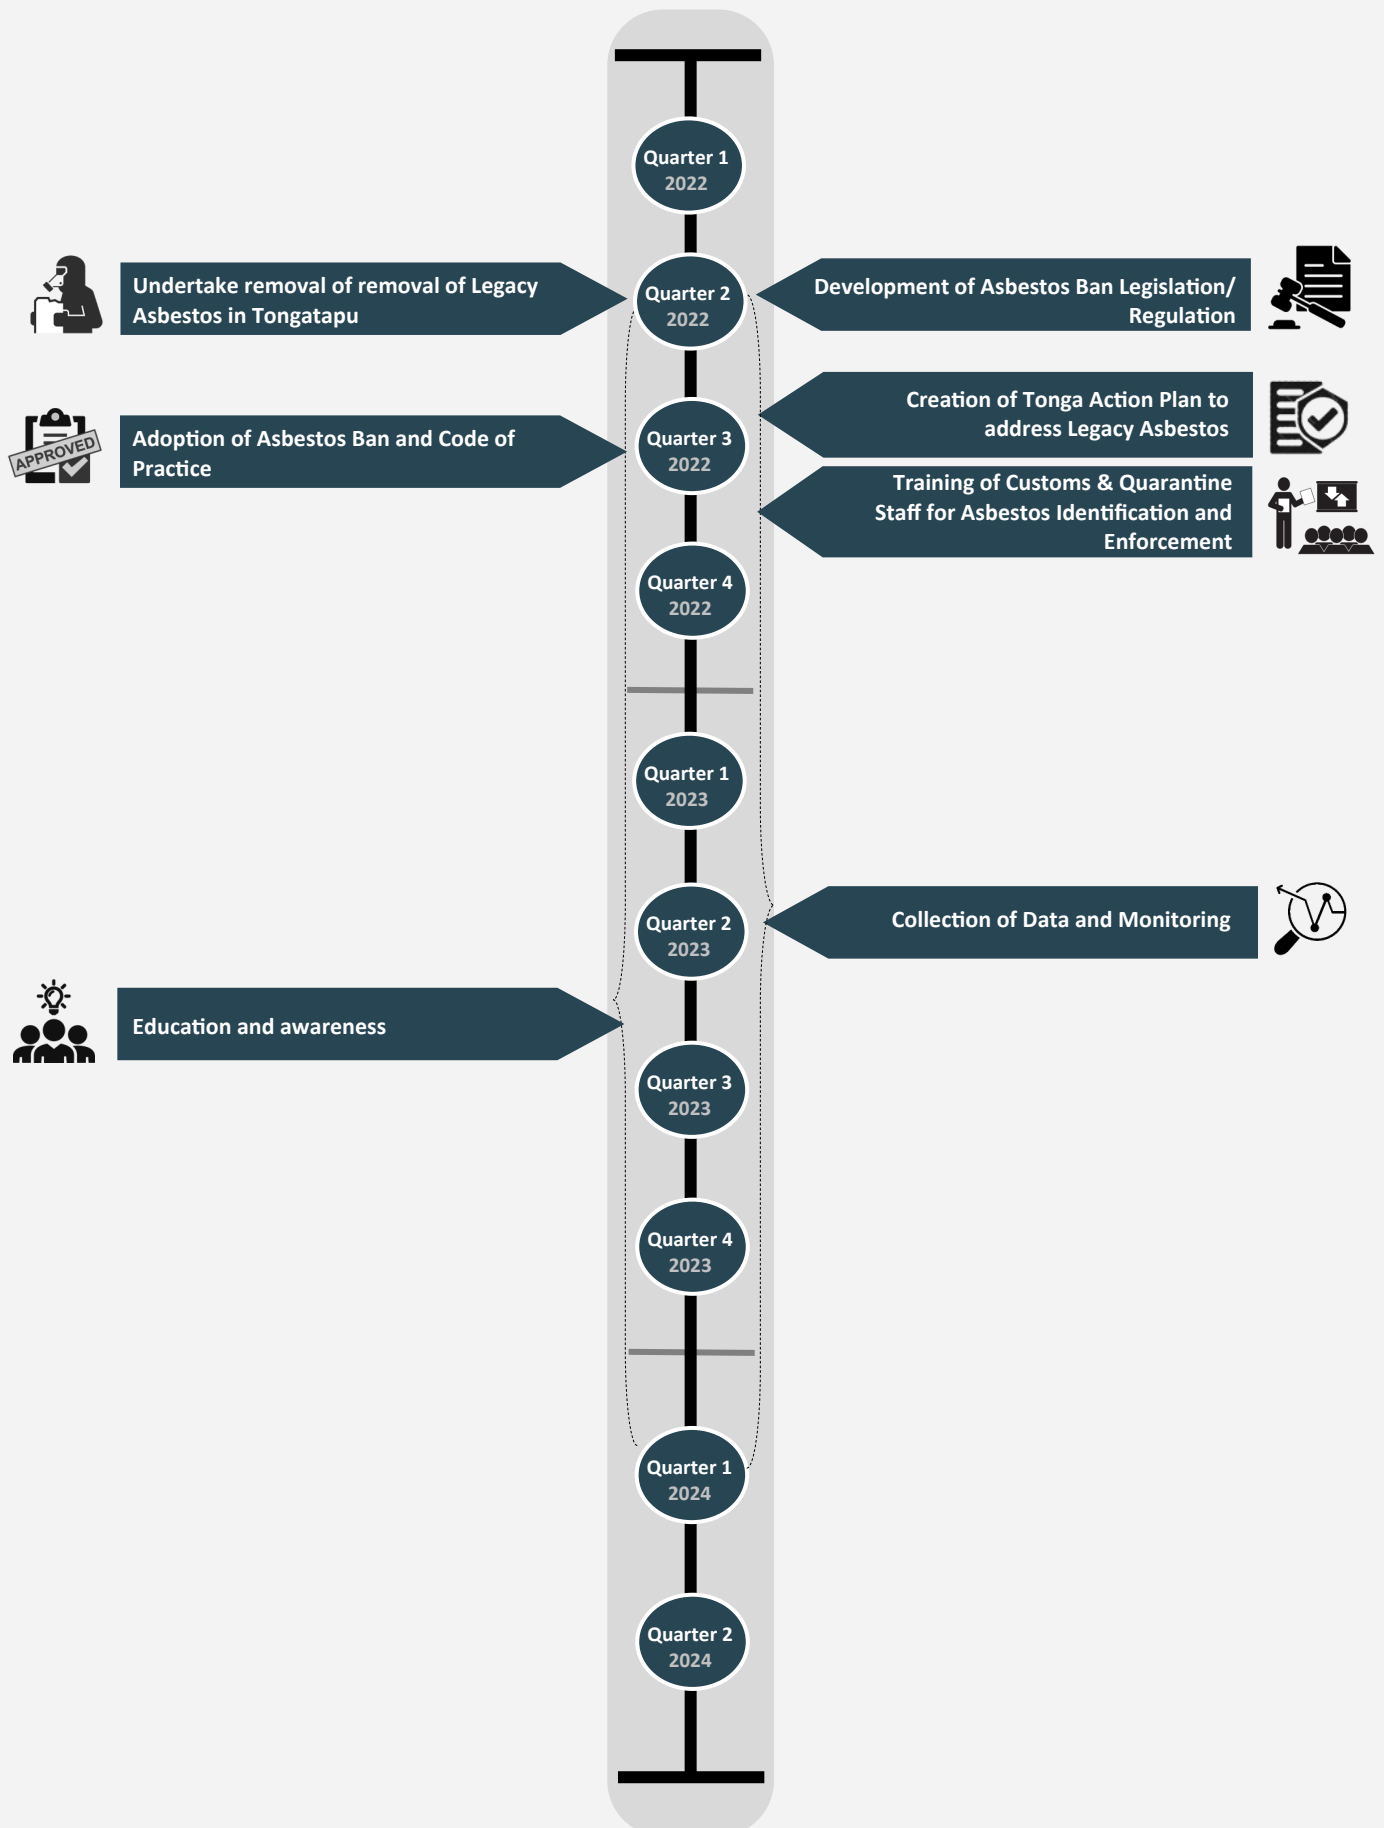 Quarter 1
2022
Undertake removal of removal of Legacy
Asbestos in Tongatapu
Quarter 2
2022
Development of Asbestos Ban Legislation/
Regulation
APPROVED
Adoption of Asbestos Ban and Code of
Practice
Quarter 3
2022
Creation of Tonga Action Plan to
address Legacy Asbestos
Training of Customs & Quarantine
Staff for Asbestos Identification and
Enforcement
Quarter 4
2022
Quarter 1
2023
Quarter 2
2023
Collection of Data and Monitoring
Education and awareness
Quarter 3
2023
Quarter 4
2023
Quarter 1
2024
Quarter 2
2024